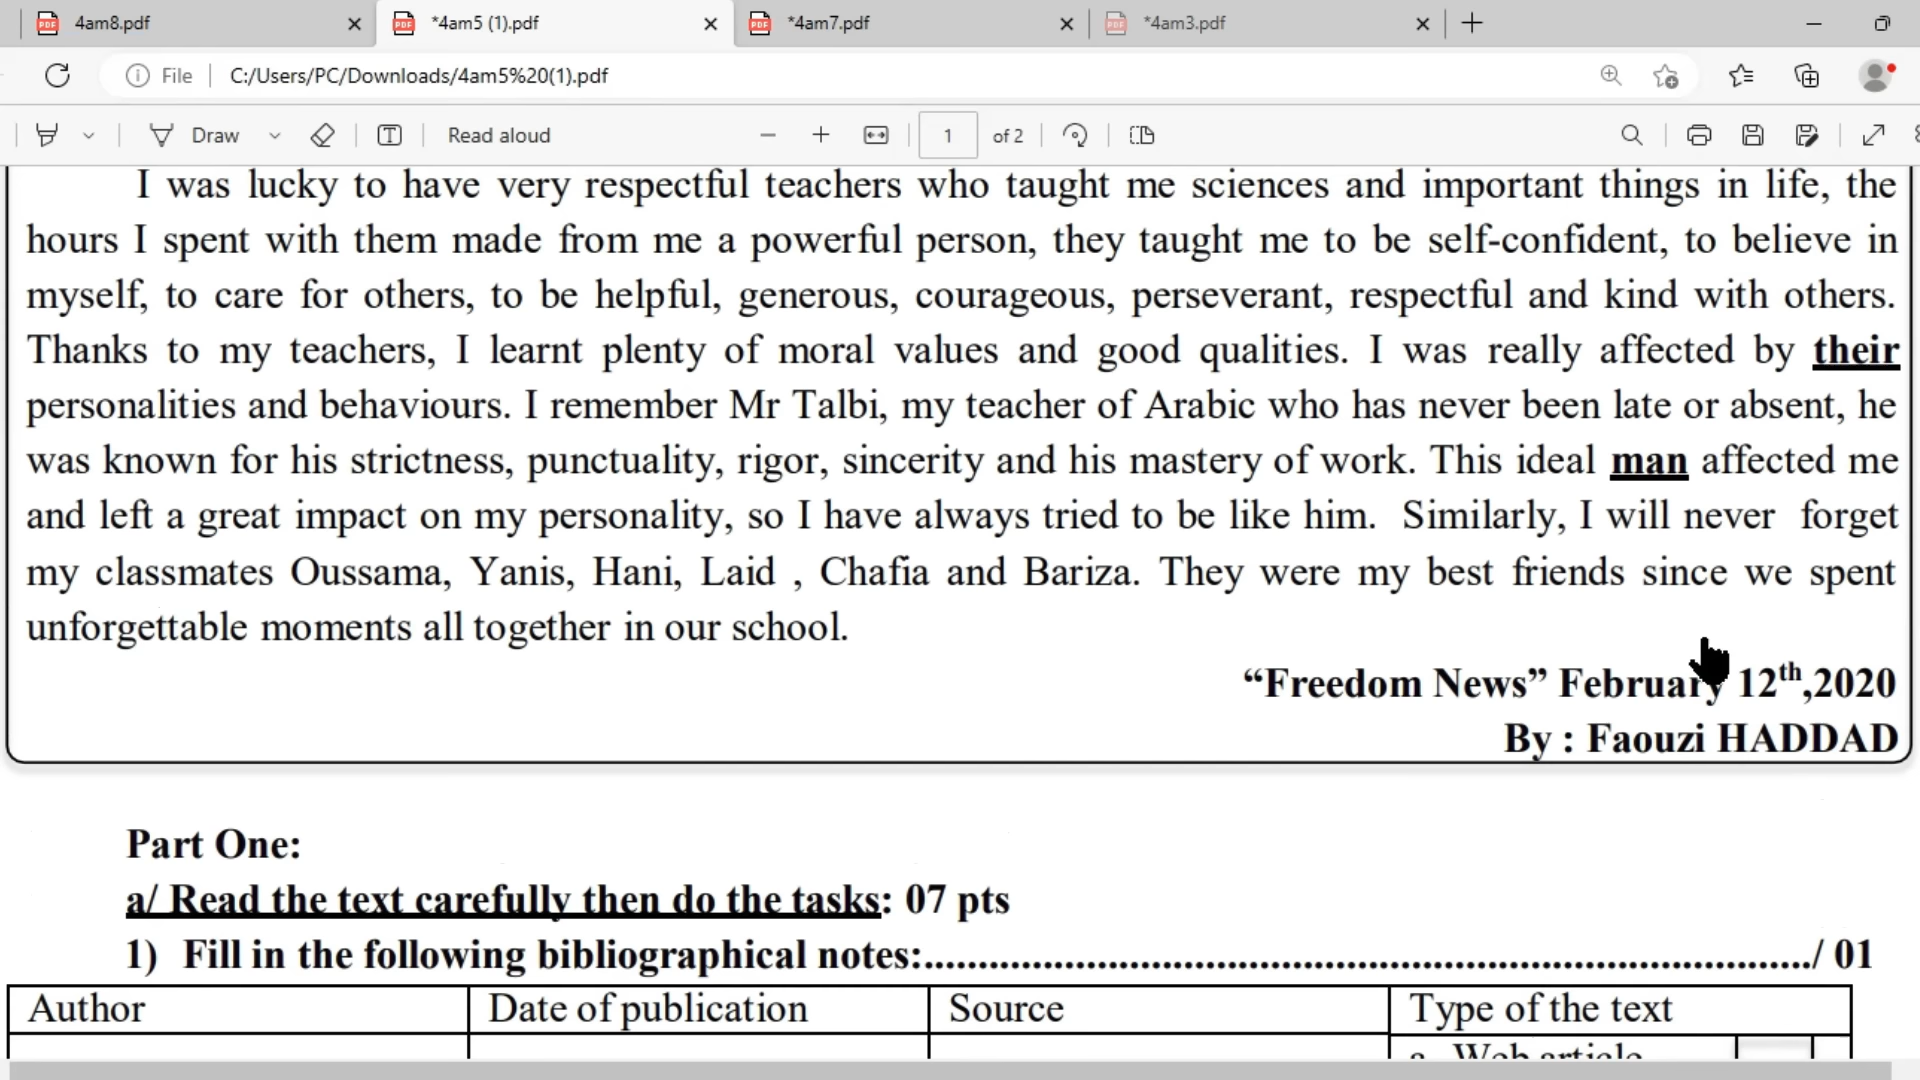 4am8.pdf
*4am5 (1).pdf
*4am7.pdf
*4am3.pdf
File
C:/Users/PC/Downloads/4am5%20(1).pdf
Draw
Read aloud
1
of 2
I was lucky to have very respectful teachers who taught me sciences and important things in life, the
hours I spent with them made from me a powerful person, they taught me to be self-confident, to believe in
myself, to care for others, to be helpful, generous, courageous, perseverant, respectful and kind with others.
Thanks to my teachers, I learnt plenty of moral values and good qualities. I was really affected by their
personalities and behaviours. I remember Mr Talbi, my teacher of Arabic who has never been late or absent, he
was known for his strictness, punctuality, rigor, sincerity and his mastery of work. This ideal man affected me
and left a great impact on my personality, so I have always tried to be like him. Similarly, I will never forget
my classmates Oussama, Yanis, Hani, Laid , Chafia and Bariza. They were my best friends since we spent
unforgettable moments all together in our school.
“Freedom News” February 12th,2020
By : Faouzi HADDAD
Part One:
a/ Read the text carefully then do the tasks: 07 pts
1) Fill in the following bibliographical notes:................................................................................/ 01
Author
Date of publication
Source
Type of the text
a. Web article